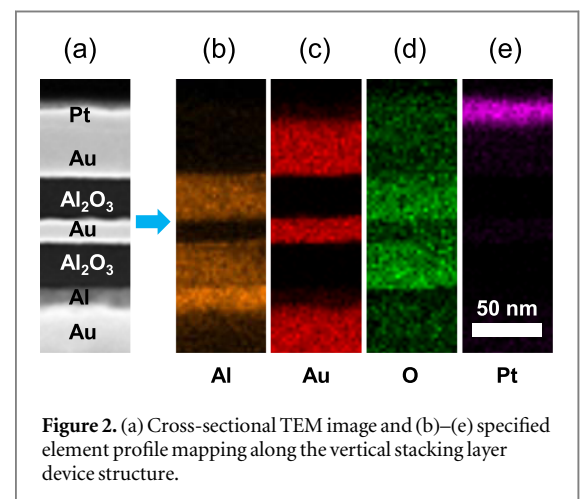 (a) (b) (c) (d) (e)
Pt
Au
Al₂O₃
Au
Al₂O₃
Al
Au
50 nm
Al Au O Pt
Figure 2. (a) Cross-sectional TEM image and (b)–(e) specified
element profile mapping along the vertical stacking layer
device structure.